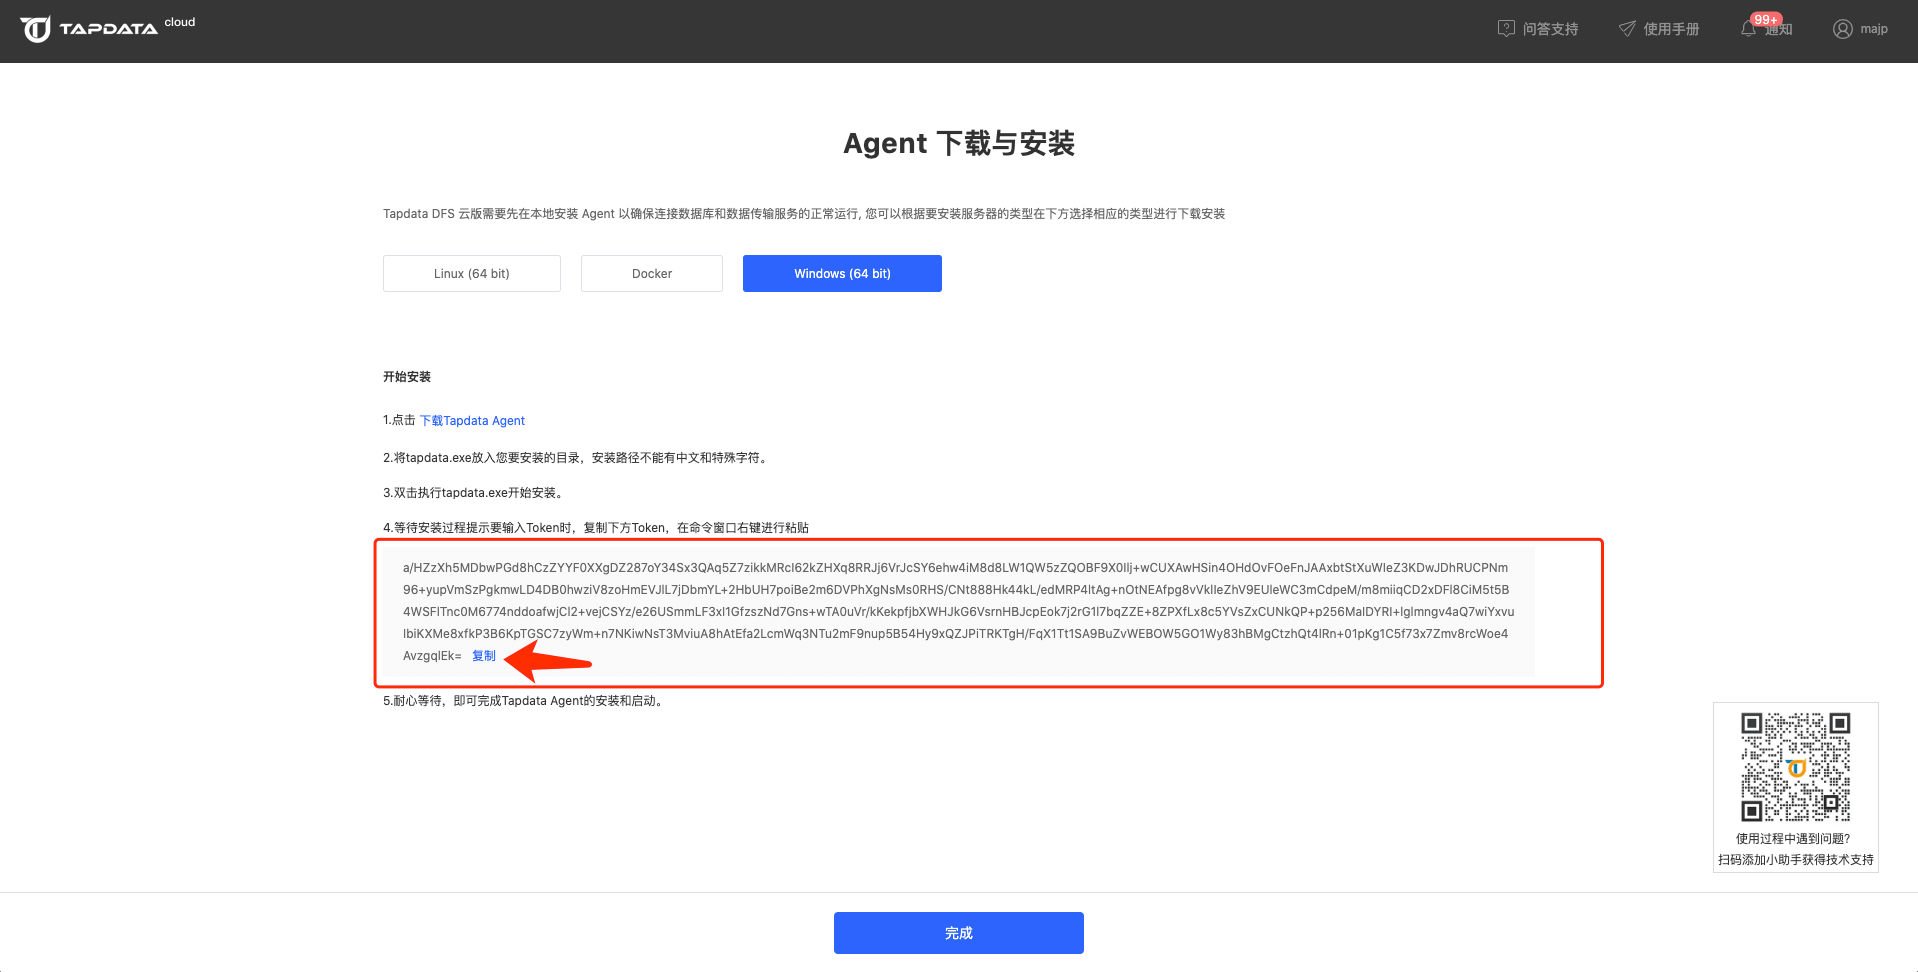 TAPDATA cloud
问答支持
使用手册
99+
通知
majp
Agent 下载与安装
Tapdata DFS 云版需要先在本地安装 Agent 以确保连接数据库和数据传输服务的正常运行, 您可以根据要安装服务器的类型在下方选择相应的类型进行下载安装
Linux (64 bit)
Docker
Windows (64 bit)
开始安装
1.点击 下载Tapdata Agent
2.将tapdata.exe放入您要安装的目录，安装路径不能有中文和特殊字符。
3.双击执行tapdata.exe开始安装。
4.等待安装过程提示要输入Token时，复制下方Token，在命令窗口右键进行粘贴
a/HZzXh5MDbwPGd8hCzZYYF0XXgDZ287oY34Sx3QAq5Z7zikkMRcI62kZHXq8RRJj6VrJcSY6ehw4iM8d8LW1QW5zZQOBF9X0Ilj+wCUXAwHSin4OHdOvFOeFnJAAxbtStXuWIeZ3KDwJDhRUCPNm
96+yupVmSzPgkmwLD4DB0hwziV8zoHmEVJlL7jDbmYL+2HbUH7poiBe2m6DVPhXgNsMs0RHS/CNt888Hk44kL/edMRP4ltAg+nOtNEAfpg8vVklIeZhV9EUleWC3mCdpeM/m8miiqCD2xDFl8CiM5t5B
4WSFlTnc0M6774nddoafwjCl2+vejCSYz/e26USmmLF3xl1GfzszNd7Gns+wTA0uVr/kKekpfjbXWHJkG6VsrnHBJcpEok7j2rG1l7bqZZE+8ZPXfLx8c5YVsZxCUNkQP+p256MalDYRI+lglmngv4aQ7wiYxvu
IbiKXMe8xfkP3B6KpTGSC7zyWm+n7NKiwNsT3MviuA8hAtEfa2LcmWq3NTu2mF9nup5B54Hy9xQZJPiTRKTgH/FqX1Tt1SA9BuZvWEBOW5GO1Wy83hBMgCtzhQt4lRn+01pKg1C5f73x7Zmv8rcWoe4
AvzgqlEk= 复制
5.耐心等待，即可完成Tapdata Agent的安装和启动。
使用过程中遇到问题?
扫码添加小助手获得技术支持
完成